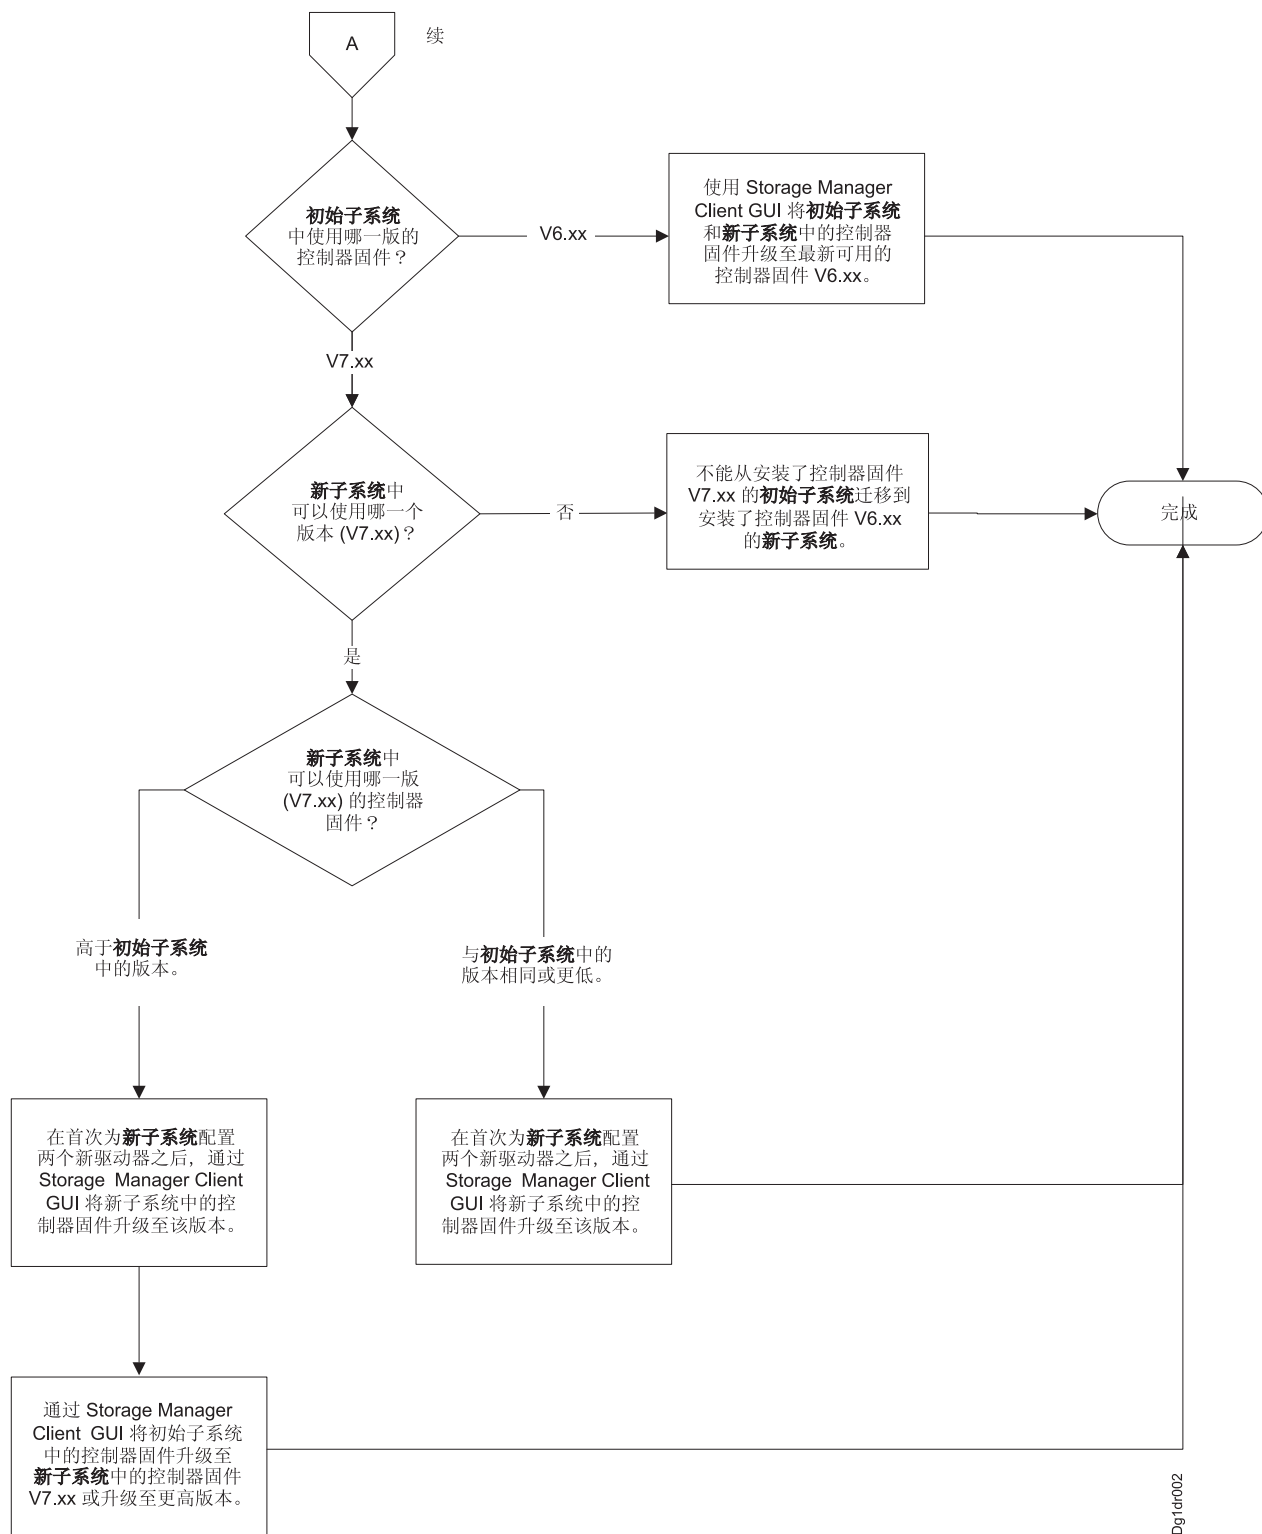 A
续
初始子系统
中使用哪一版的
控制器固件？
V6.xx
使用 Storage Manager
Client GUI 将初始子系统
和新子系统中的控制器
固件升级至最新可用的
控制器固件 V6.xx。
V7.xx
新子系统中
可以使用哪一个
版本 (V7.xx)？
否
不能从安装了控制器固件
V7.xx 的初始子系统迁移到
安装了控制器固件 V6.xx
的新子系统。
完成
是
新子系统中
可以使用哪一版
(V7.xx) 的控制器
固件？
高于初始子系统
中的版本。
与初始子系统中的
版本相同或更低。
在首次为新子系统配置
两个新驱动器之后，通过
Storage Manager Client
GUI 将新子系统中的控
制器固件升级至该版本。
在首次为新子系统配置
两个新驱动器之后，通过
Storage Manager Client
GUI 将新子系统中的控
制器固件升级至该版本。
通过 Storage Manager
Client GUI 将初始子系统
中的控制器固件升级至
新子系统中的控制器固件
V7.xx 或升级至更高版本。
Dg1dr002